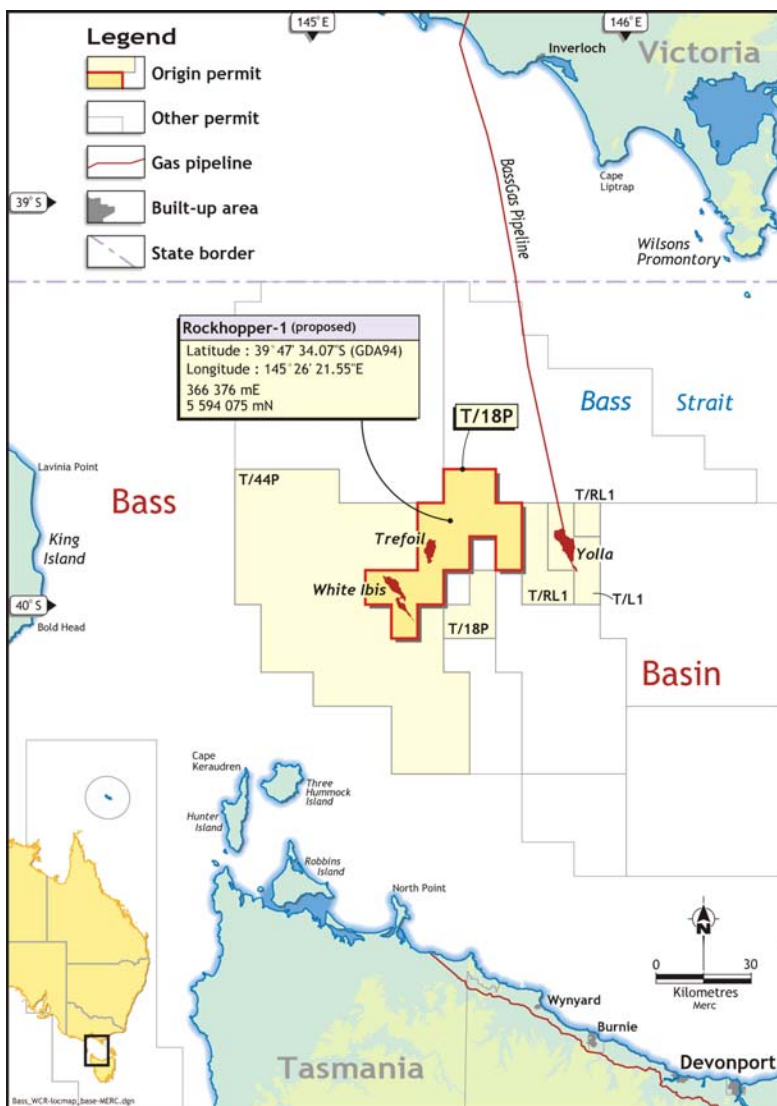 Legend
Origin permit
Other permit
Gas pipeline
Built-up area
State border
145°E
146°E
Inverloch
Victoria
Cape
Liptrap
39°S
BassGas Pipeline
Wilsons
Promontory
Rockhopper-1 (proposed)
Latitude : 39°47' 34.07"S (GDA94)
Longitude : 145°26' 21.55"E
366 376 mE
5 594 075 mN
T/18P
Bass Strait
Lavinia Point
T/44P
T/RL1
Bass
King
Island
Trefoil
Yolla
White Ibis
40°S
Bold Head
T/18P
T/RL1
T/L1
Basin
Cape
Keraudren
Three
Hummock
Island
Hunter
Island
Robbins
Island
North Point
N
0 30
Kilometres
Merc
Wynyard
Burnie
Devonport
Tasmania
Bass_WCR-locmap_base-MERC.dgn